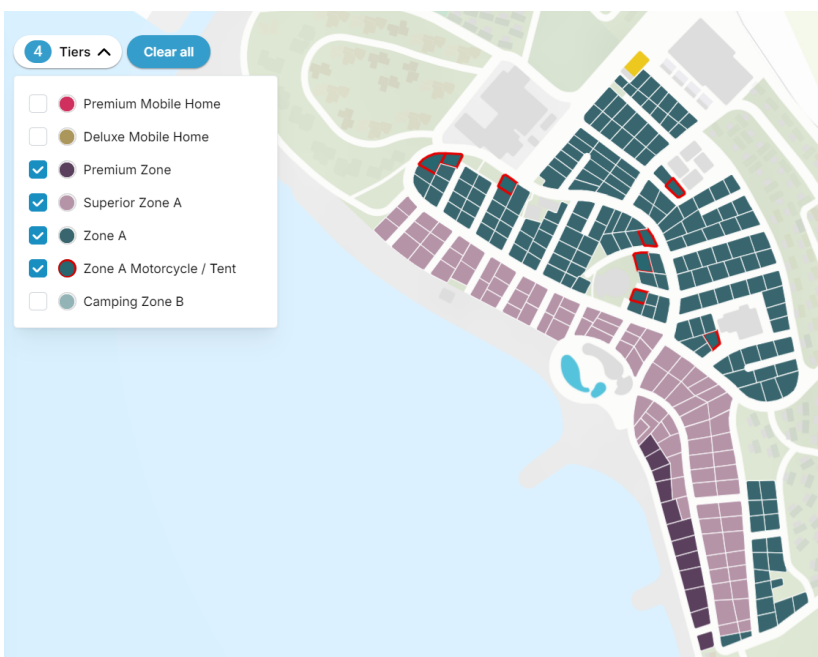 4 Tiers Clear all
Premium Mobile Home
Deluxe Mobile Home
Premium Zone
Superior Zone A
Zone A
Zone A Motorcycle / Tent
Camping Zone B